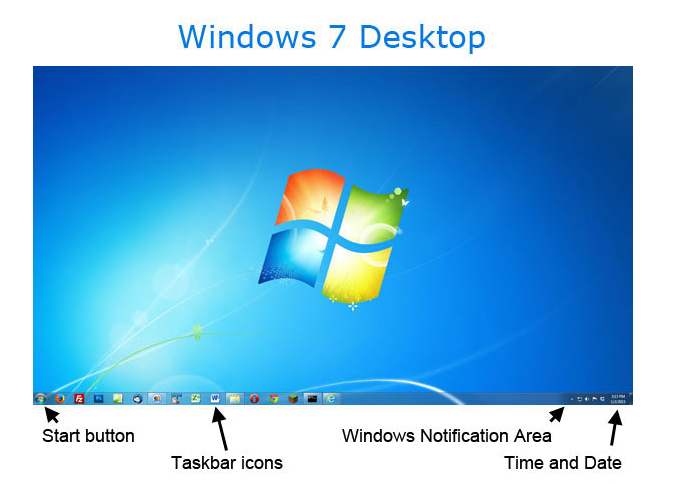 Windows 7 Desktop
Start button
Taskbar icons
Windows Notification Area
Time and Date